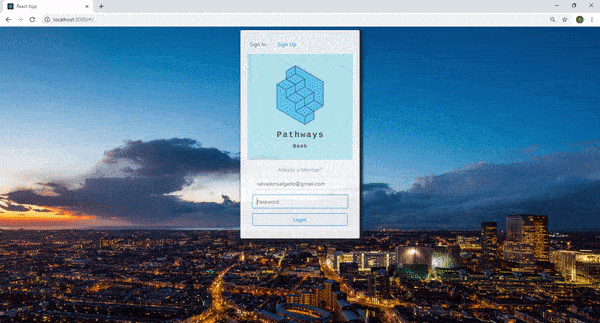 React App
localhost:3000/#/
Sign In Sign Up
Pathways
Bank
Already a Member?
salvadorsalgado@gmail.com
Password
Login